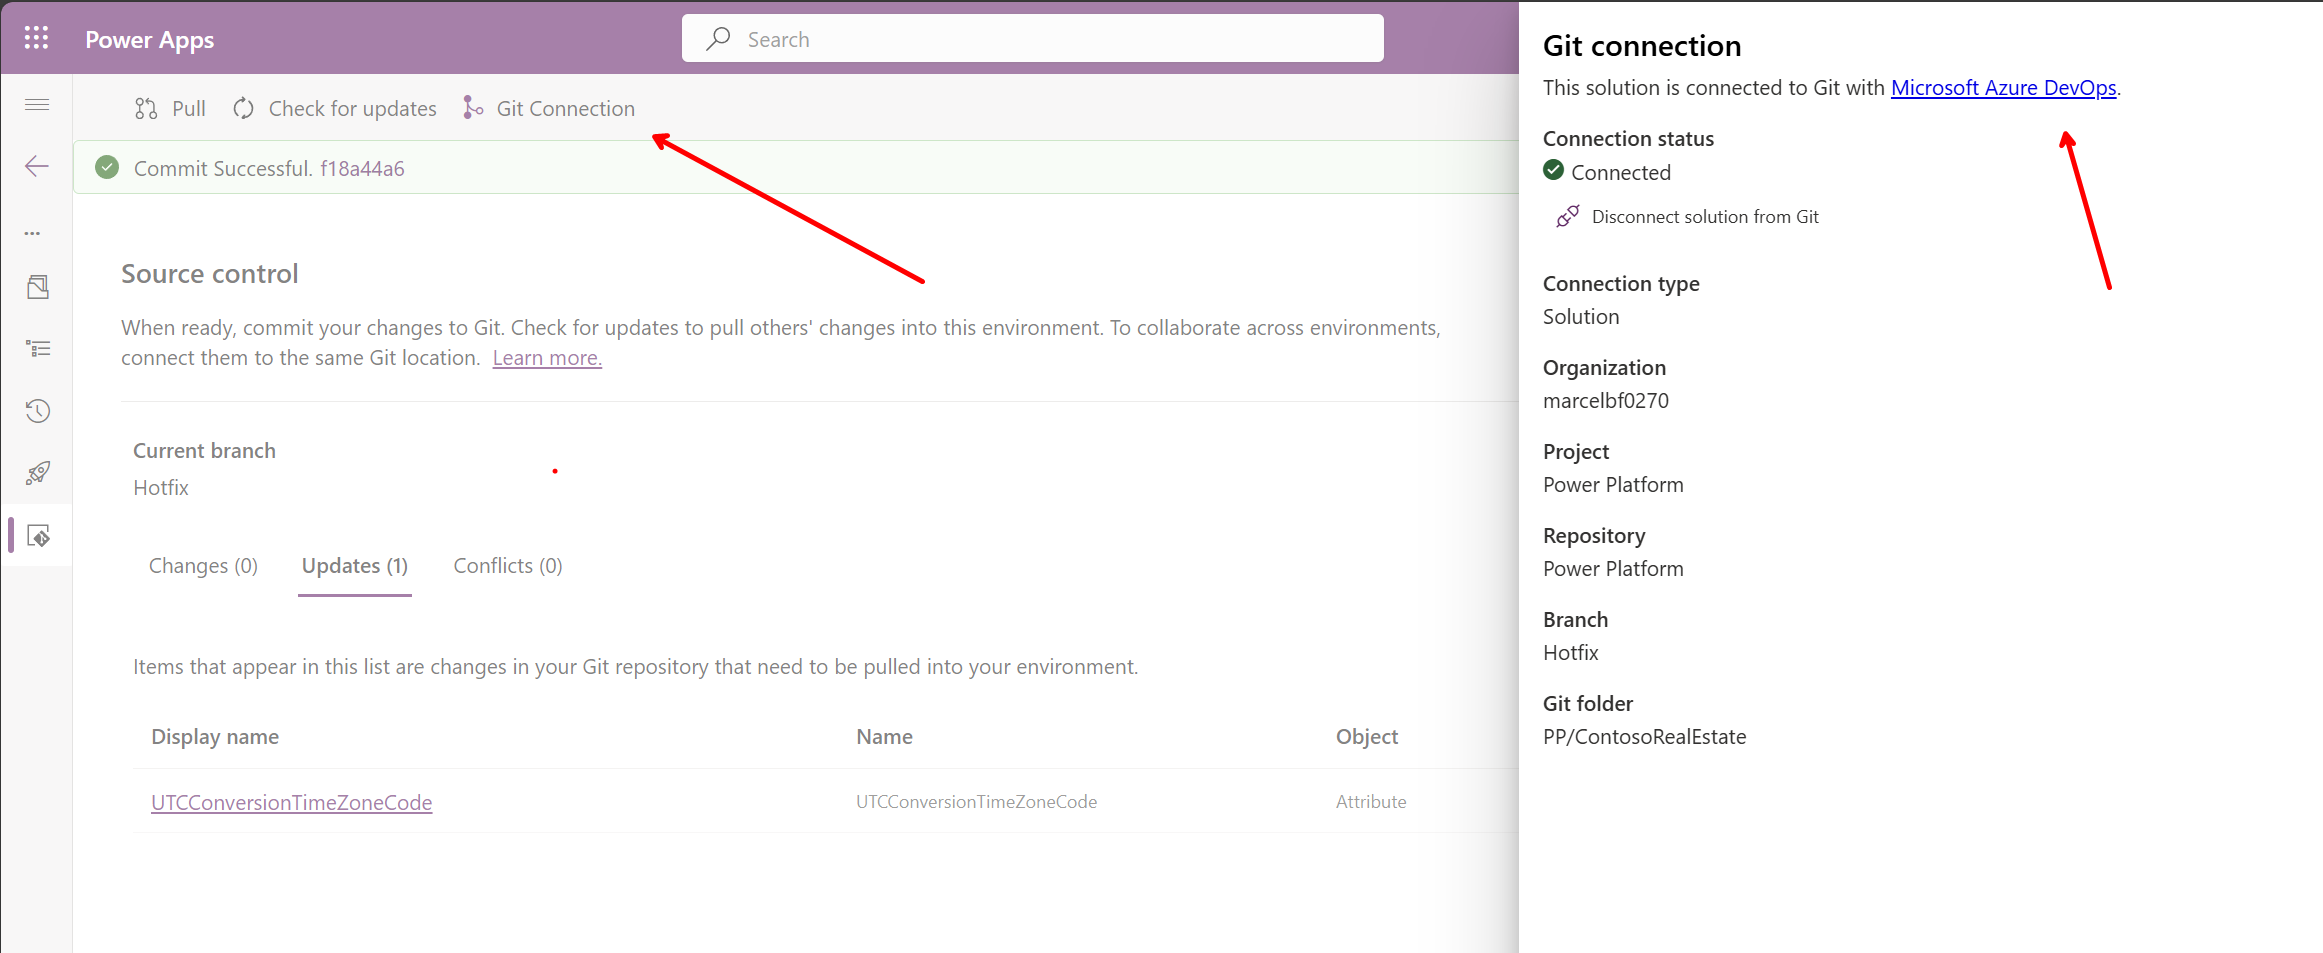 Power Apps
Search
Pull
Check for updates
Git Connection
Commit Successful. f18a44a6
Source control
When ready, commit your changes to Git. Check for updates to pull others' changes into this environment. To collaborate across environments,
connect them to the same Git location. Learn more.
Current branch
Hotfix
Changes (0)
Updates (1)
Conflicts (0)
Items that appear in this list are changes in your Git repository that need to be pulled into your environment.
Display name
Name
Object
UTCConversionTimeZoneCode
UTCConversionTimeZoneCode
Attribute
Git connection
This solution is connected to Git with Microsoft Azure DevOps.
Connection status
Connected
Disconnect solution from Git
Connection type
Solution
Organization
marcelbf0270
Project
Power Platform
Repository
Power Platform
Branch
Hotfix
Git folder
PP/ContosoRealEstate